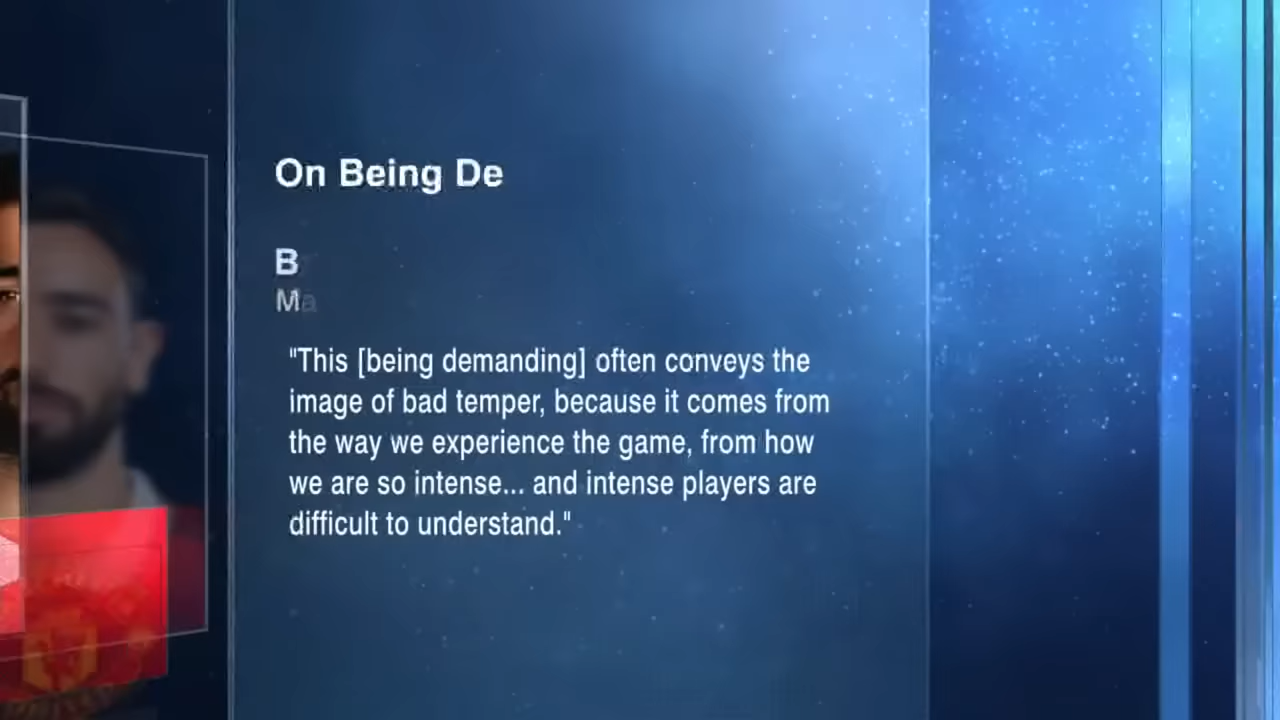 On Being De
B
Ma
"This [being demanding] often conveys the
image of bad temper, because it comes from
the way we experience the game, from how
we are so intense... and intense players are
difficult to understand."